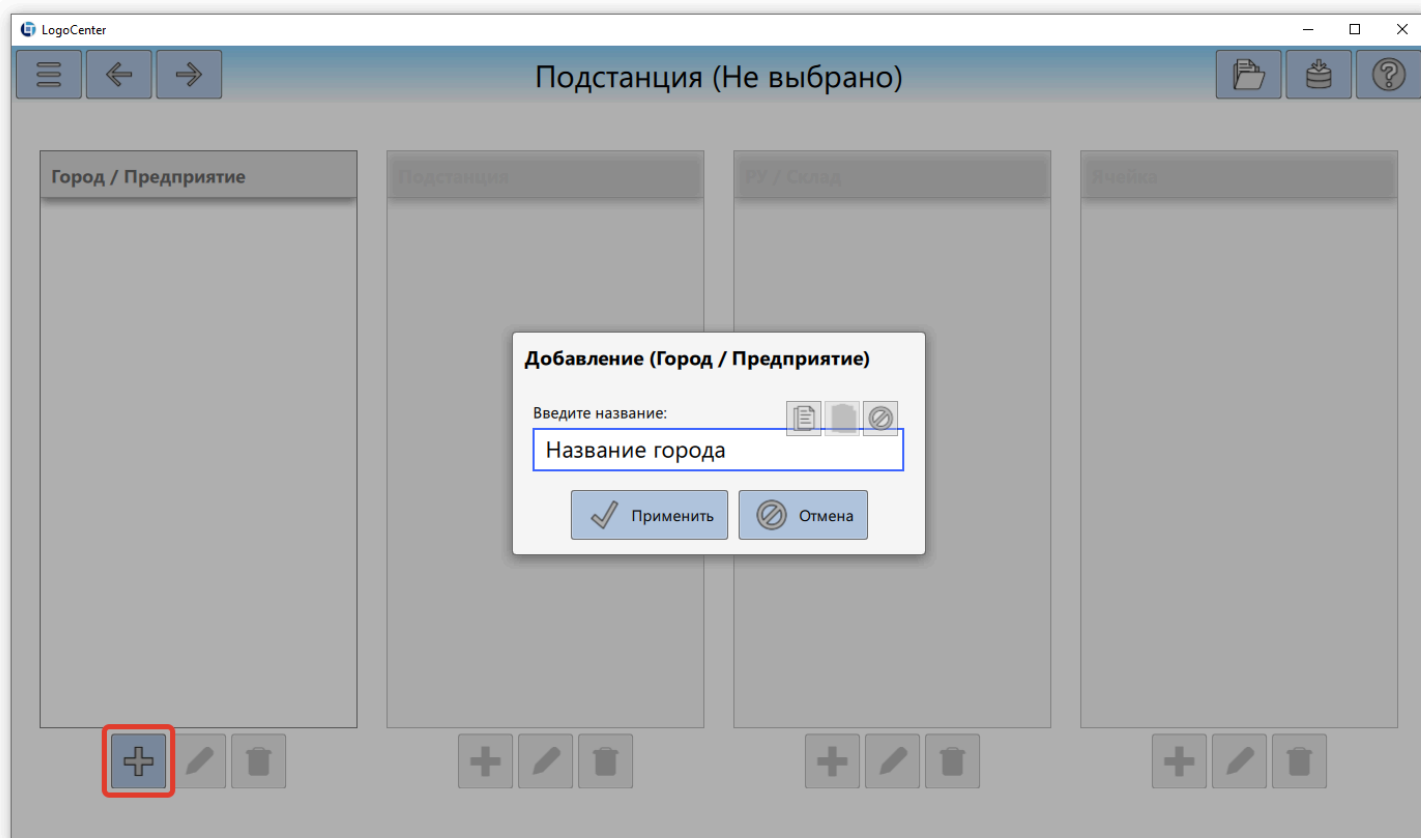 LogoCenter
Подстанция (Не выбрано)
Город / Предприятие
Подстанция
РУ / Склад
Ячейка
Добавление (Город / Предприятие)
Введите название:
Название города
Применить
Отмена